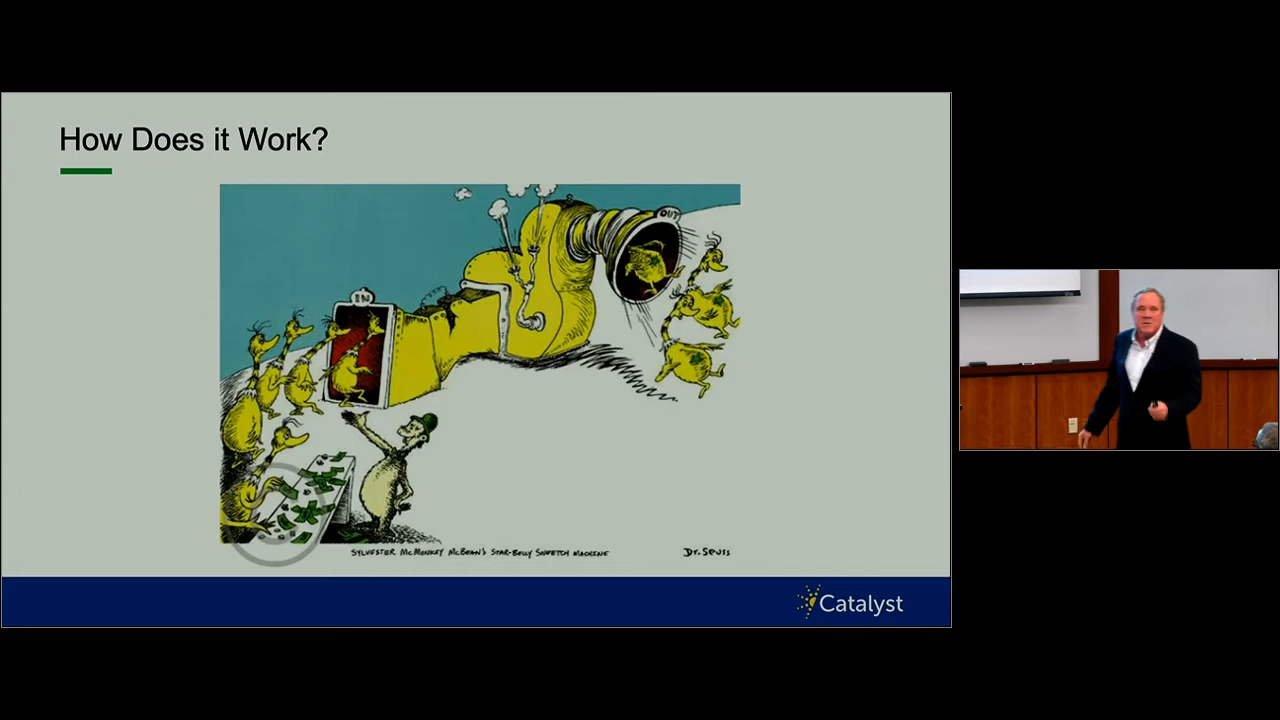 How Does it Work?
OUT
IN
SYLVESTER McMONKEY McBEAN'S STAR-BELLY SNEETCH MACHINE
Dr. Seuss
Catalyst